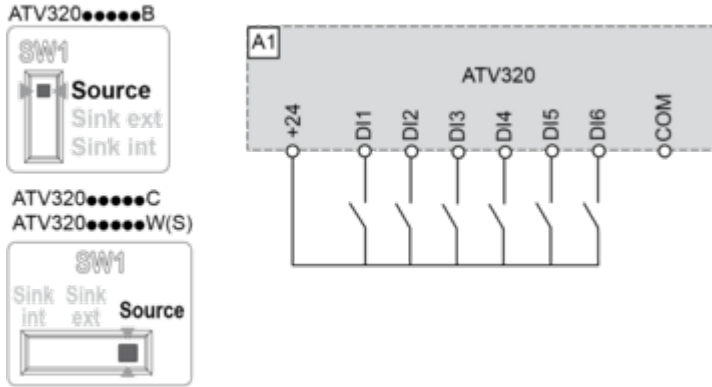 ATV320●●●●●B
SW1
Source
Sink ext
Sink int
ATV320●●●●●C
ATV320●●●●●W(S)
SW1
Sink int
Sink ext
Source
A1
ATV320
+24
DI1
DI2
DI3
DI4
DI5
DI6
COM